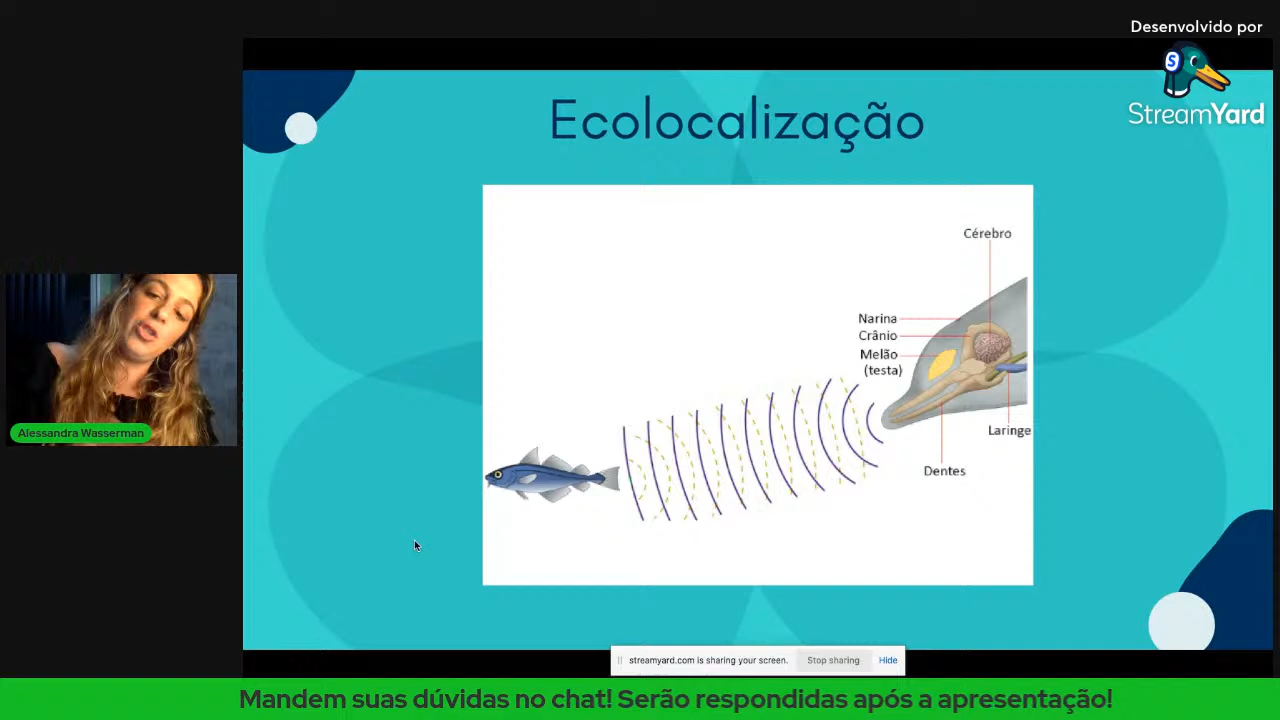 Desenvolvido por
StreamYard
Ecolocalização
Cérebro
Narina
Crânio
Melão
(testa)
Laringe
Dentes
Alessandra Wasserman
streamyard.com is sharing your screen.
Stop sharing
Hide
Mandem suas dúvidas no chat! Serão respondidas após a apresentação!